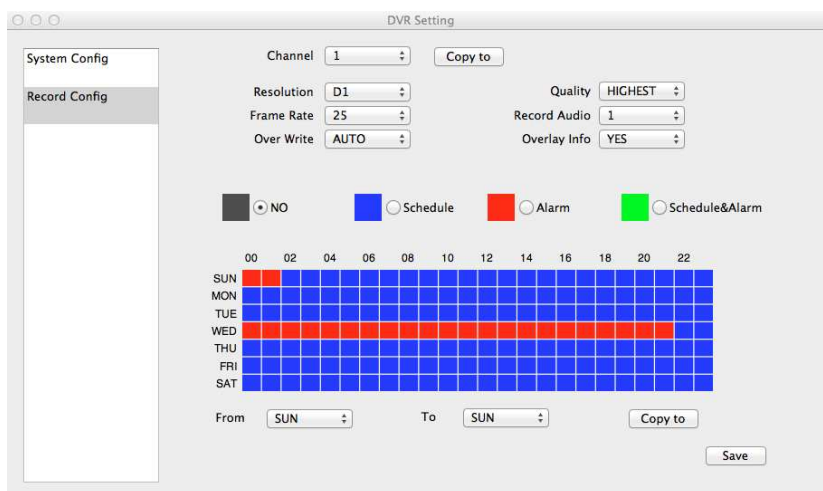 DVR Setting
System Config
Record Config
Channel 1 Copy to
Resolution D1 Quality HIGHEST
Frame Rate 25 Record Audio 1
Over Write AUTO Overlay Info YES
NO Schedule Alarm Schedule&Alarm
00 02 04 06 08 10 12 14 16 18 20 22
SUN
MON
TUE
WED
THU
FRI
SAT
From SUN To SUN Copy to
Save